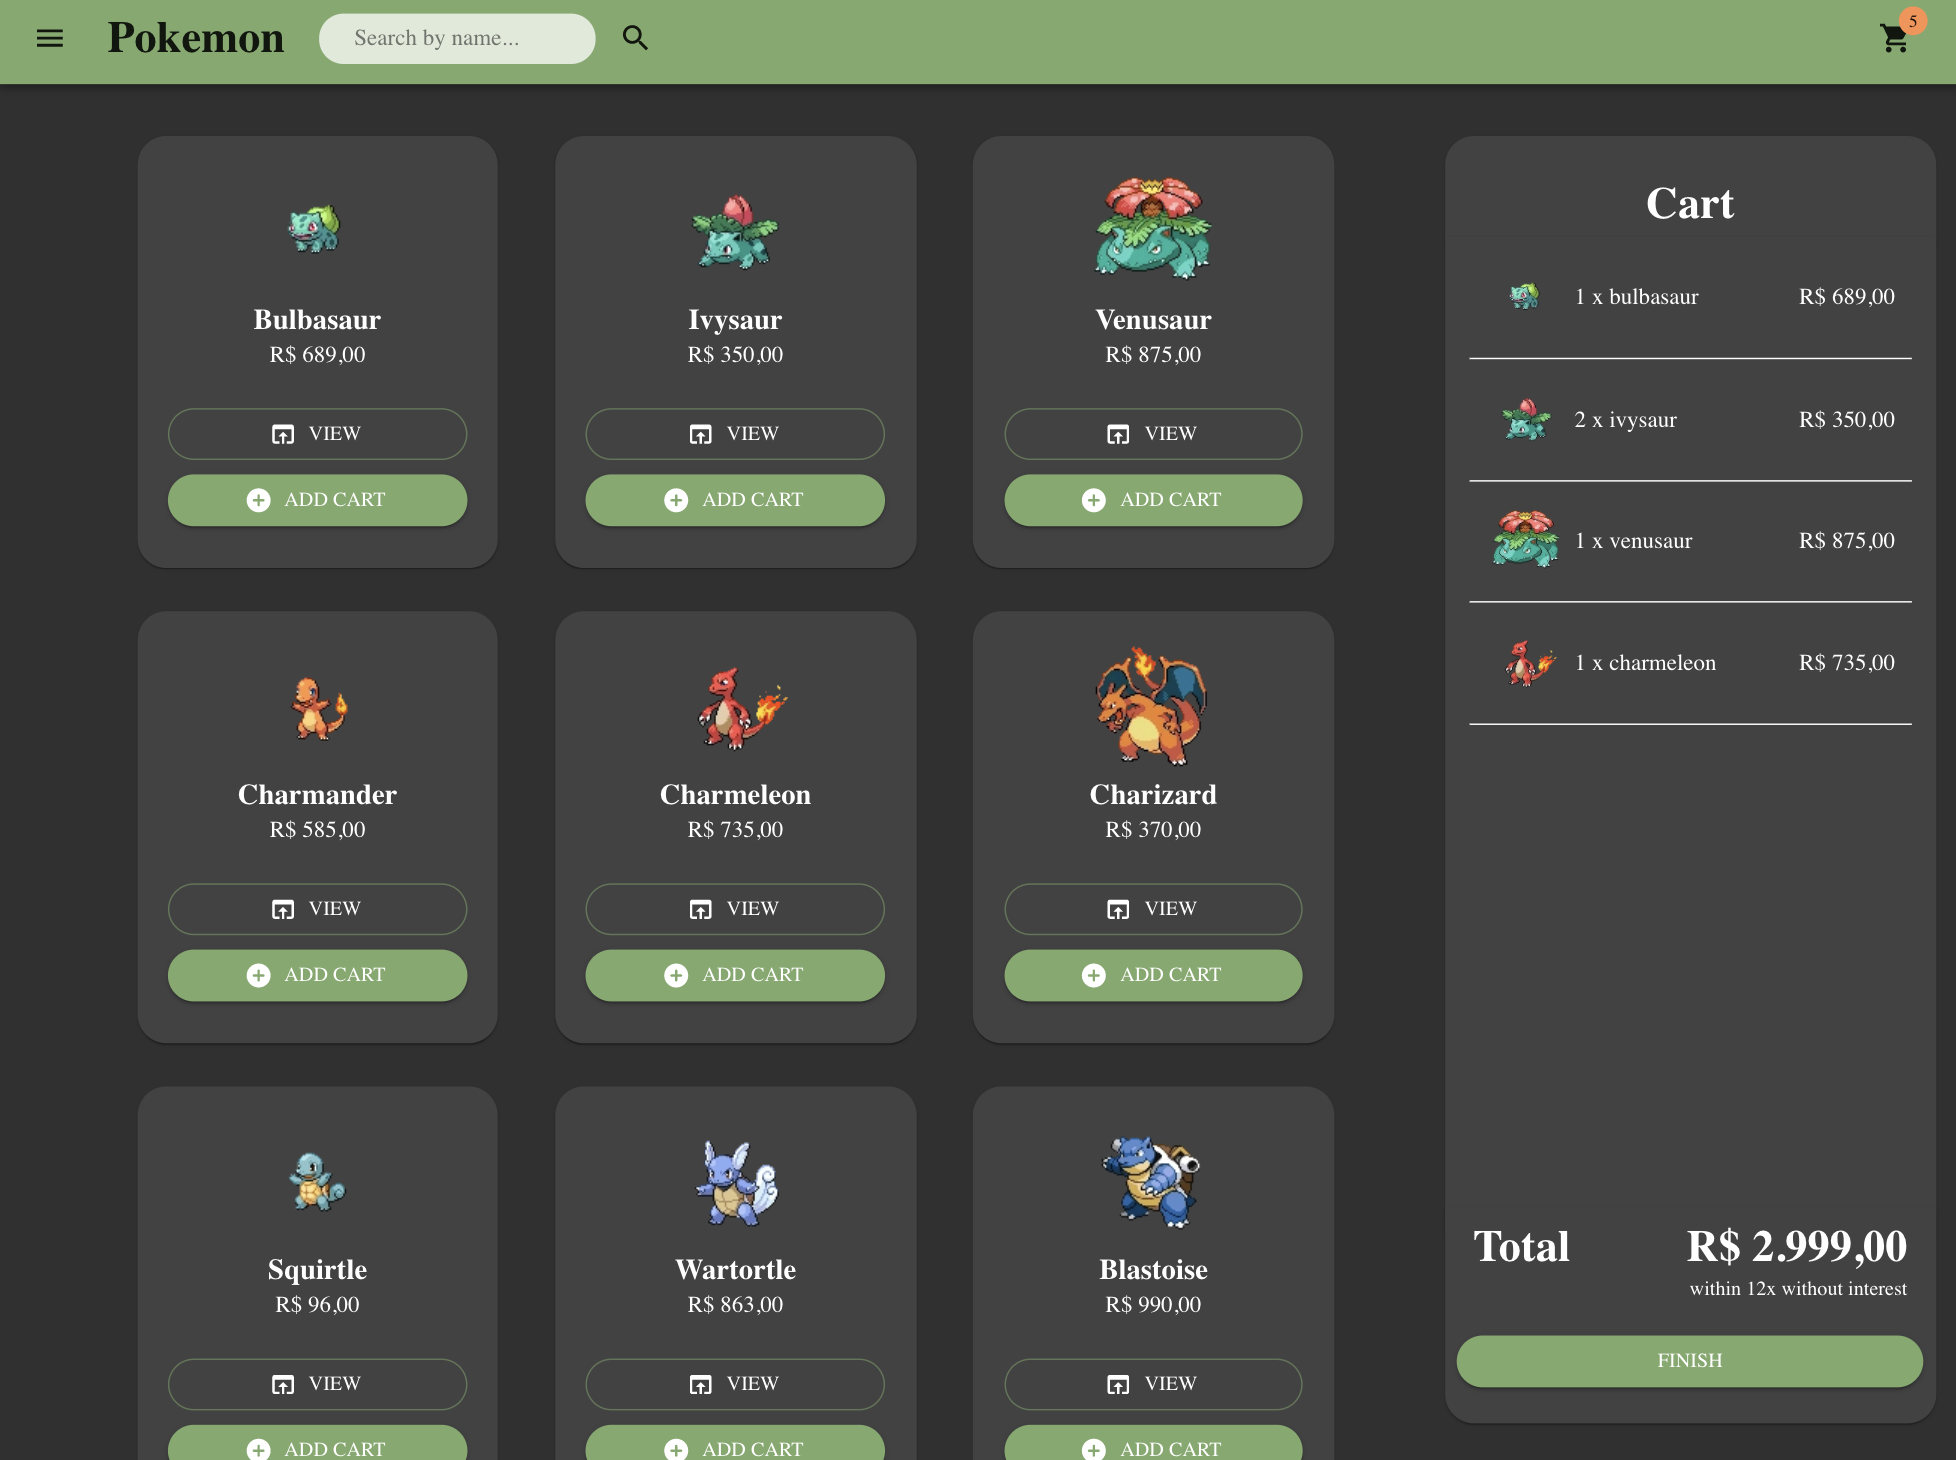 Pokemon
Search by name...
5
Bulbasaur
R$ 689,00
VIEW
ADD CART
Ivysaur
R$ 350,00
VIEW
ADD CART
Venusaur
R$ 875,00
VIEW
ADD CART
Charmander
R$ 585,00
VIEW
ADD CART
Charmeleon
R$ 735,00
VIEW
ADD CART
Charizard
R$ 370,00
VIEW
ADD CART
Squirtle
R$ 96,00
VIEW
ADD CART
Wartortle
R$ 863,00
VIEW
ADD CART
Blastoise
R$ 990,00
VIEW
ADD CART
Cart
1 x bulbasaur R$ 689,00
2 x ivysaur R$ 350,00
1 x venusaur R$ 875,00
1 x charmeleon R$ 735,00
Total R$ 2.999,00
within 12x without interest
FINISH